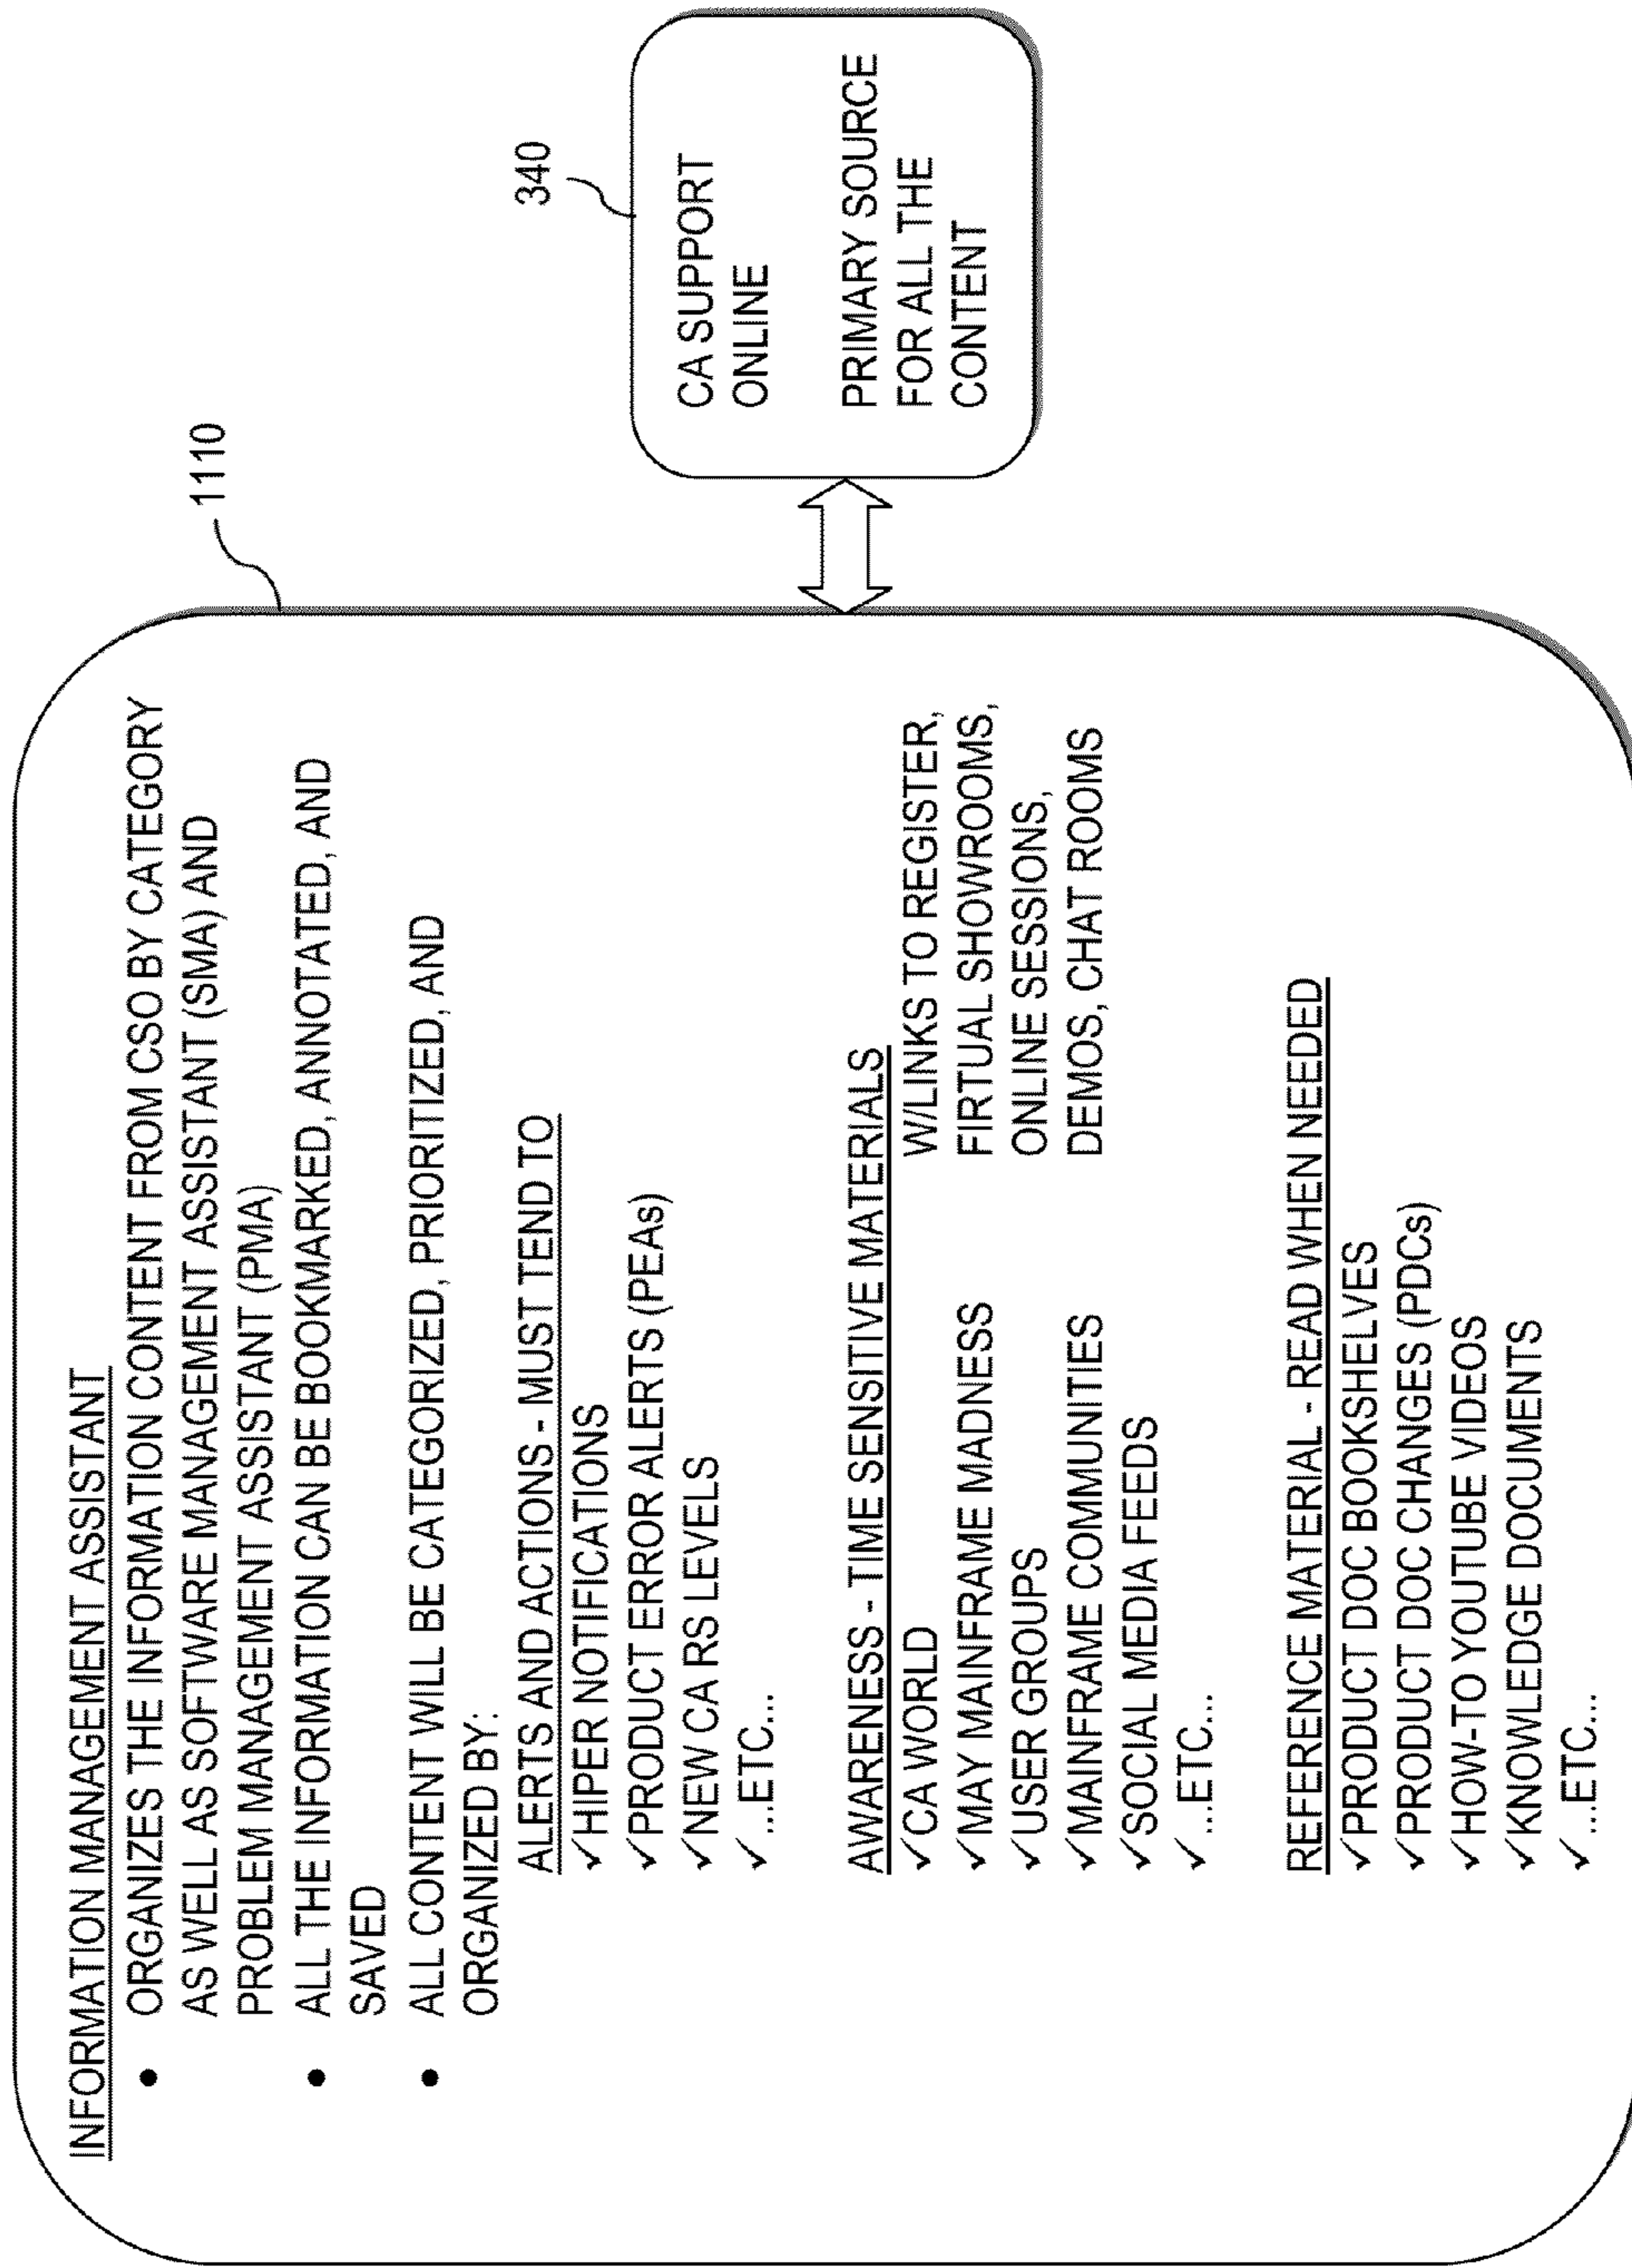 INFORMATION MANAGEMENT ASSISTANT
• ORGANIZES THE INFORMATION CONTENT FROM CSO BY CATEGORY
AS WELL AS SOFTWARE MANAGEMENT ASSISTANT (SMA) AND
PROBLEM MANAGEMENT ASSISTANT (PMA)
• ALL THE INFORMATION CAN BE BOOKMARKED, ANNOTATED, AND
SAVED
• ALL CONTENT WILL BE CATEGORIZED, PRIORITIZED, AND
ORGANIZED BY:
ALERTS AND ACTIONS - MUST TEND TO
✓HIPER NOTIFICATIONS
✓PRODUCT ERROR ALERTS (PEAs)
✓NEW CA RS LEVELS
✓...ETC...
AWARENESS - TIME SENSITIVE MATERIALS
✓CA WORLD
✓MAY MAINFRAME MADNESS
✓USER GROUPS
✓MAINFRAME COMMUNITIES
✓SOCIAL MEDIA FEEDS
✓...ETC...
W/LINKS TO REGISTER,
FIRTUAL SHOWROOMS,
ONLINE SESSIONS,
DEMOS, CHAT ROOMS
REFERENCE MATERIAL - READ WHEN NEEDED
✓PRODUCT DOC BOOKSHELVES
✓PRODUCT DOC CHANGES (PDCs)
✓HOW-TO YOUTUBE VIDEOS
✓KNOWLEDGE DOCUMENTS
✓...ETC...
1110
340
CA SUPPORT
ONLINE
PRIMARY SOURCE
FOR ALL THE
CONTENT